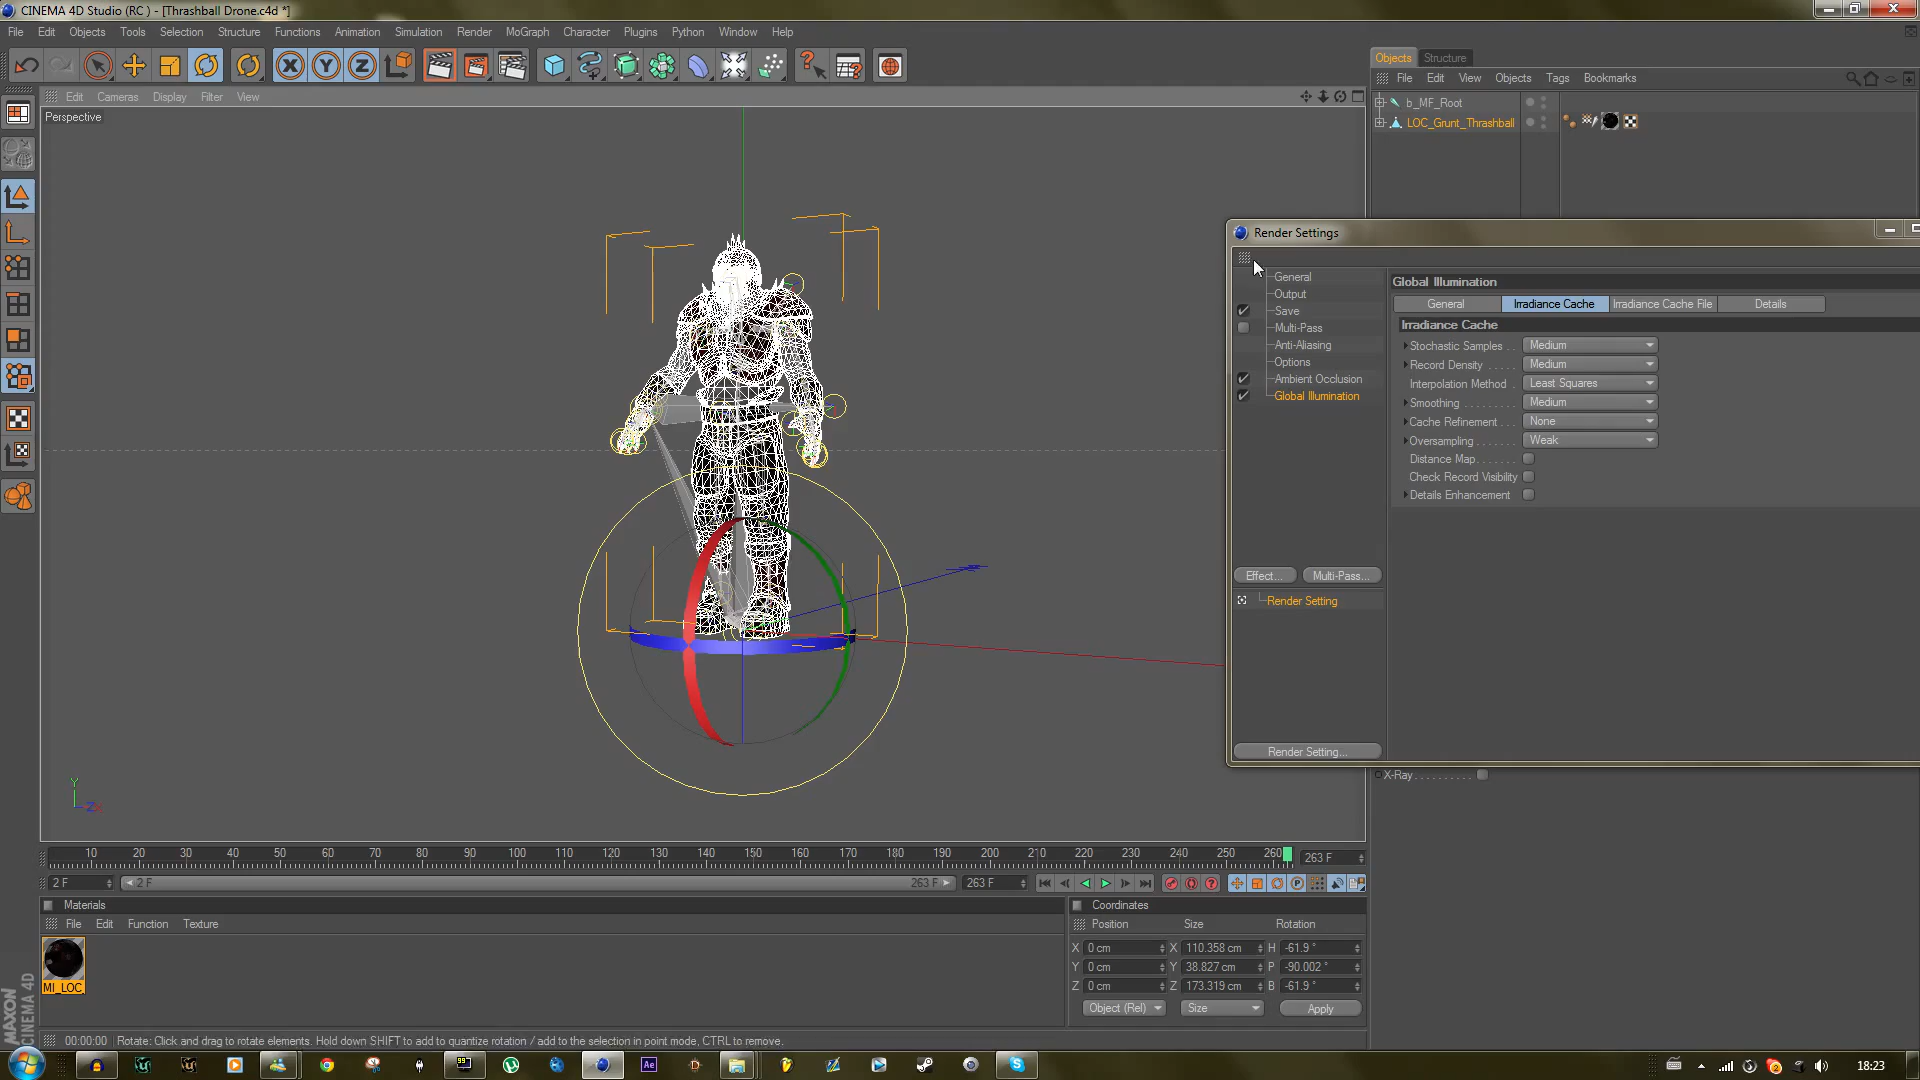 CINEMA 4D Studio (RC ) - [Thrashball Drone.c4d *]
File Edit Objects Tools Selection Structure Functions Animation Simulation Render MoGraph Character Plugins Python Window Help
Objects Structure
File Edit View Objects Tags Bookmarks
Edit Cameras Display Filter View
Perspective
b_MF_Root
LOC_Grunt_Thrashball
Render Settings
General
Output
Save
Multi-Pass
Anti-Aliasing
Options
Ambient Occlusion
Global Illumination
Effect... Multi-Pass...
Render Setting
Render Setting...
Global Illumination
General Irradiance Cache Irradiance Cache File Details
Irradiance Cache
Stochastic Samples . . Medium
Record Density . . . . . Medium
Interpolation Method . Least Squares
Smoothing . . . . . . . . Medium
Cache Refinement . . . None
Oversampling . . . . . . Weak
Distance Map. . . . . . .
Check Record Visibility
Details Enhancement
X-Ray . . . . . . . . . .
Y
ZX
10 20 30 40 50 60 70 80 90 100 110 120 130 140 150 160 170 180 190 200 210 220 230 240 250 260 263 F
2 F 2 F 263 F 263 F
Materials
File Edit Function Texture
MI_LOC_
Coordinates
Position Size Rotation
X 0 cm X 110.358 cm H -61.9 °
Y 0 cm Y 38.827 cm P -90.002 °
Z 0 cm Z 173.319 cm B -61.9 °
Object (Rel) Size Apply
MAXON
CINEMA 4D
00:00:00 Rotate: Click and drag to rotate elements. Hold down SHIFT to add to quantize rotation / add to the selection in point mode, CTRL to remove.
18:23